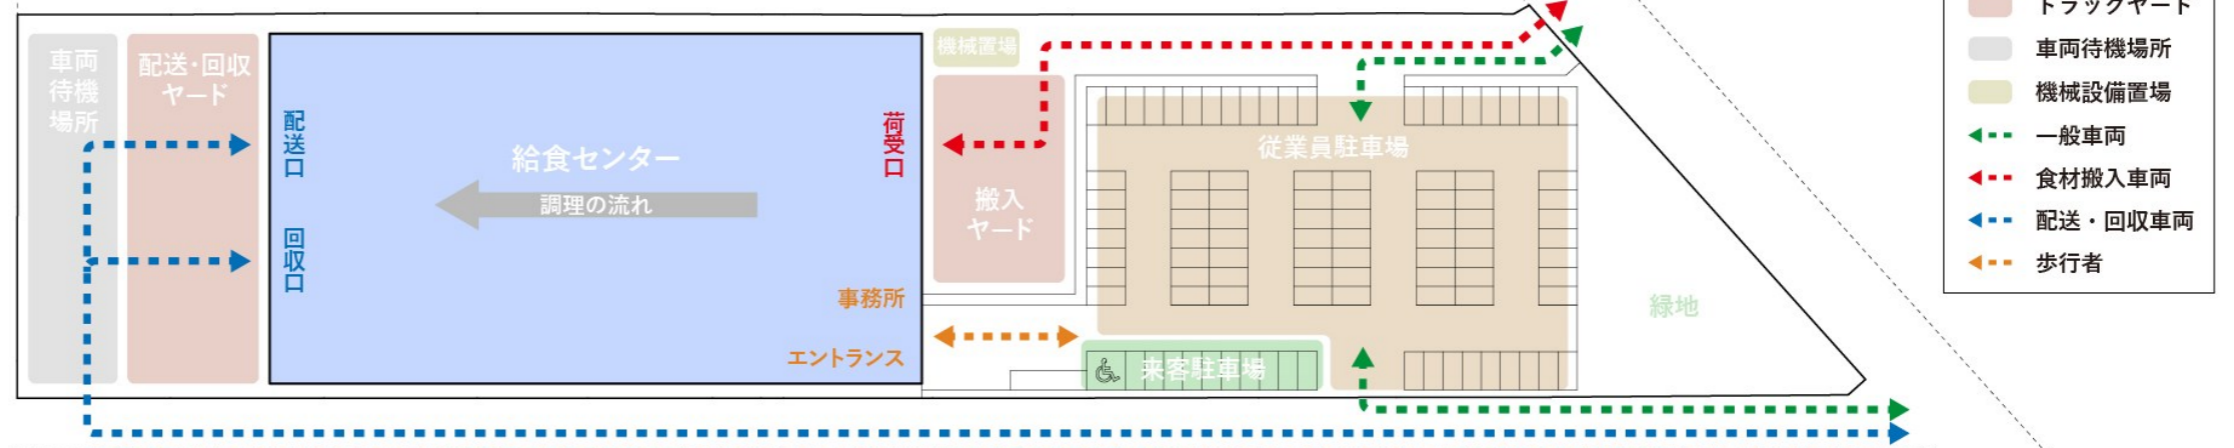 車両
待機
場所
配送・回収
ヤード
配送口
回収口
給食センター
調理の流れ
荷受口
事務所
エントランス
機械置場
搬入
ヤード
従業員駐車場
来客駐車場
緑地
トラックヤード
車両待機場所
機械設備置場
一般車両
食材搬入車両
配送・回収車両
歩行者